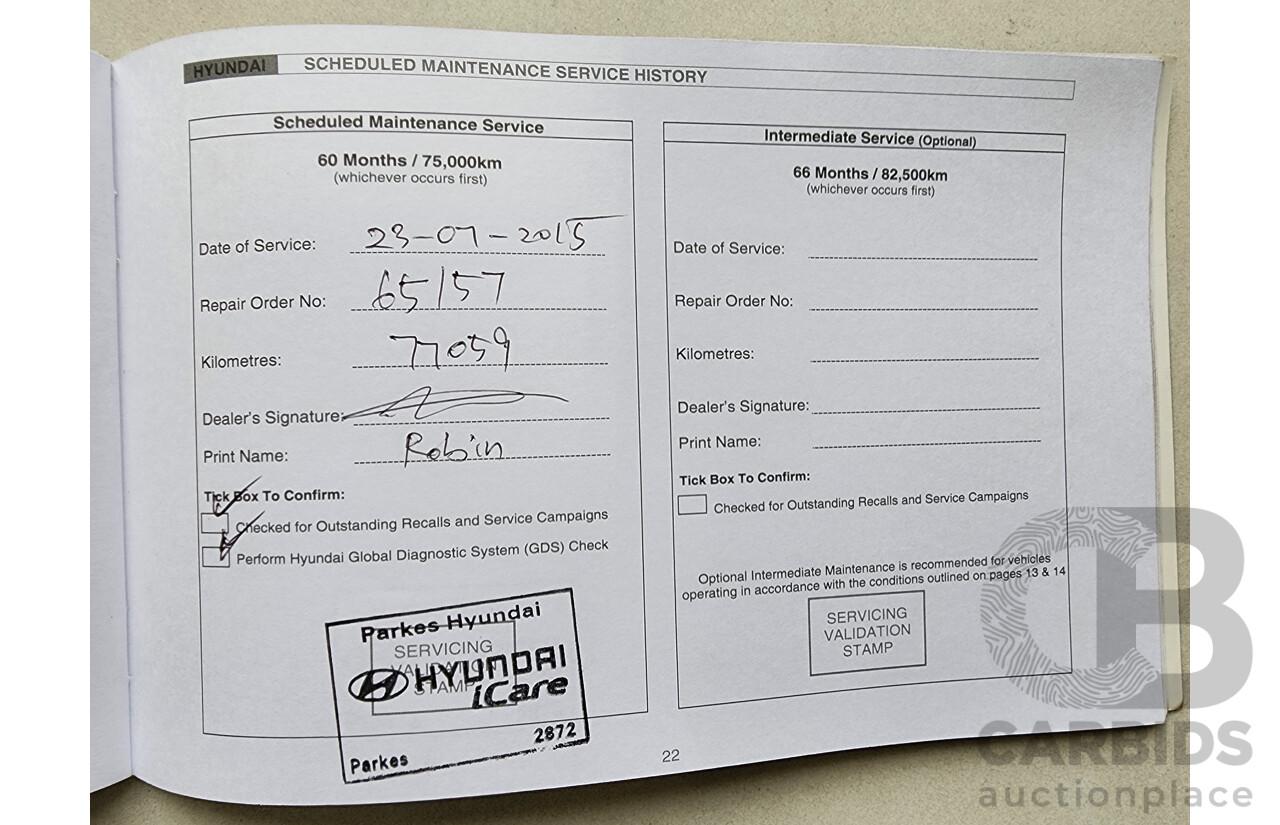 HYUNDAI SCHEDULED MAINTENANCE SERVICE HISTORY
Scheduled Maintenance Service
60 Months / 75,000km
(whichever occurs first)
Date of Service: 23-07-2015
Repair Order No: 65157
Kilometres: 77059
Dealer's Signature:
Print Name: Robin
Tick Box To Confirm:
Checked for Outstanding Recalls and Service Campaigns
Perform Hyundai Global Diagnostic System (GDS) Check
Parkes Hyundai
SERVICING
VALIDATION
STAMP
HYUNDAI
iCare
2872
Parkes
Intermediate Service (Optional)
66 Months / 82,500km
(whichever occurs first)
Date of Service:
Repair Order No:
Kilometres:
Dealer's Signature:
Print Name:
Tick Box To Confirm:
Checked for Outstanding Recalls and Service Campaigns
Optional Intermediate Maintenance is recommended for vehicles
operating in accordance with the conditions outlined on pages 13 & 14
SERVICING
VALIDATION
STAMP
22
CB
CARBIDS
auctionplace